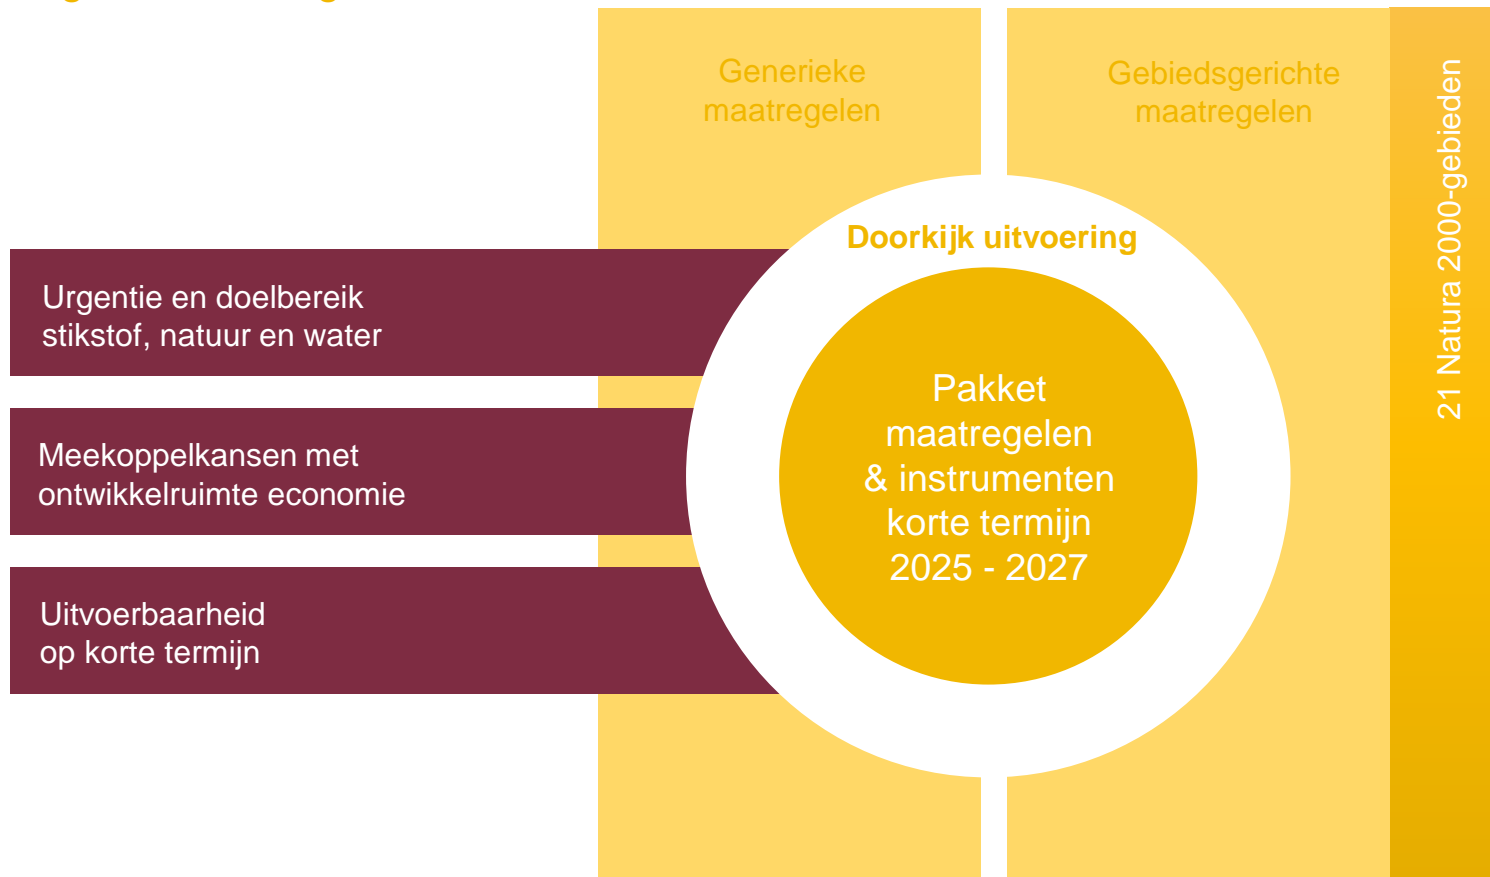 Generieke
maatregelen
Gebiedsgerichte
maatregelen
21 Natura 2000-gebieden
Doorkijk uitvoering
Urgentie en doelbereik
stikstof, natuur en water
Meekoppelkansen met
ontwikkelruimte economie
Uitvoerbaarheid
op korte termijn
Pakket
maatregelen
& instrumenten
korte termijn
2025 - 2027